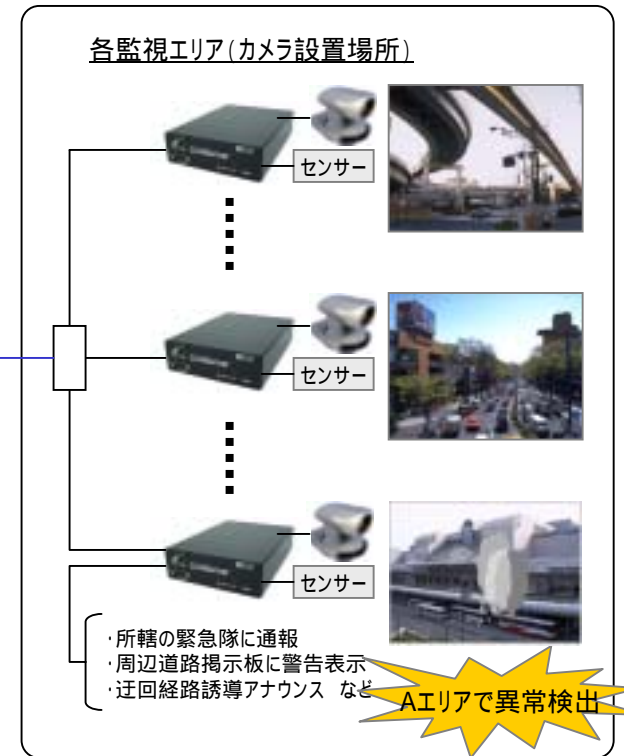 各監視エリア(カメラ設置場所)
センサー
センサー
センサー
・所轄の緊急隊に通報
・周辺道路掲示板に警告表示
・迂回経路誘導アナウンス など
Aエリアで異常検出